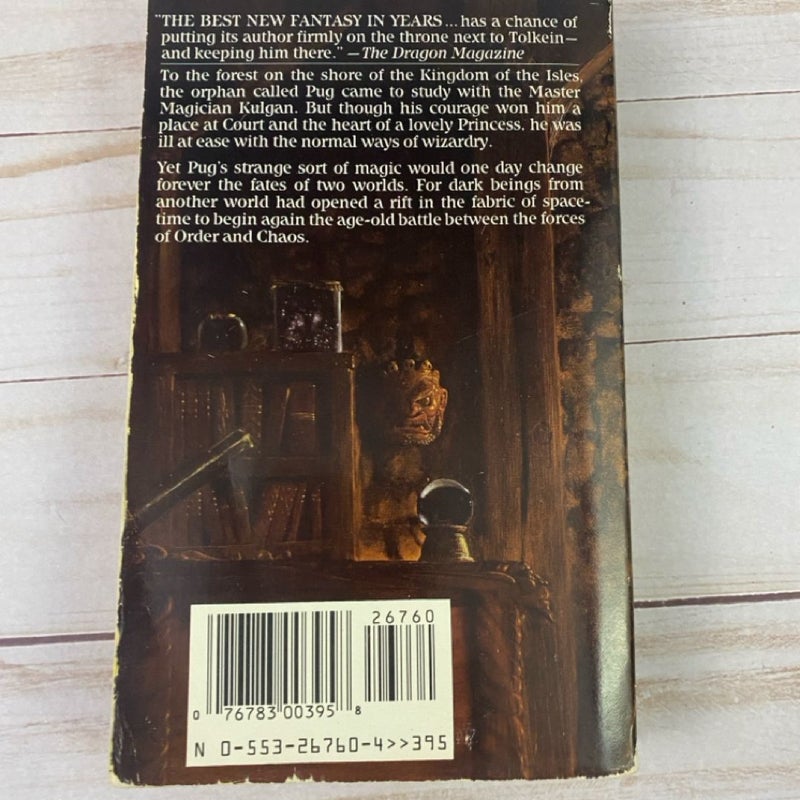 "THE BEST NEW FANTASY IN YEARS...has a chance of
putting its author firmly on the throne next to Tolkein—
and keeping him there." —The Dragon Magazine
To the forest on the shore of the Kingdom of the Isles,
the orphan called Pug came to study with the Master
Magician Kulgan. But though his courage won him a
place at Court and the heart of a lovely Princess, he was
ill at ease with the normal ways of wizardry.
Yet Pug's strange sort of magic would one day change
forever the fates of two worlds. For dark beings from
another world had opened a rift in the fabric of space-
time to begin again the age-old battle between the forces
of Order and Chaos.
26760
0 76783 00395 8
N 0-553-26760-4>>395